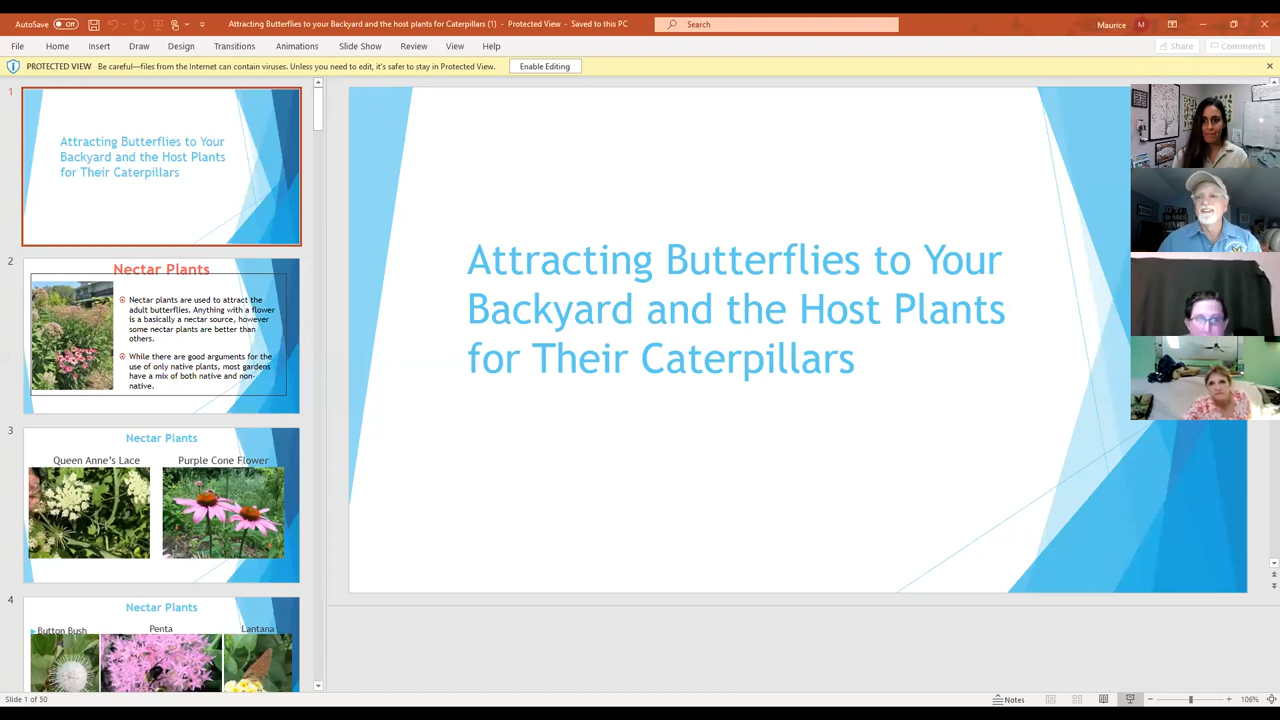 AutoSave Off
Attracting Butterflies to your Backyard and the host plants for Caterpillars (1) - Protected View - Saved to this PC
Search
Maurice M
File Home Insert Draw Design Transitions Animations Slide Show Review View Help
Share Comments
PROTECTED VIEW Be careful—files from the Internet can contain viruses. Unless you need to edit, it's safer to stay in Protected View. Enable Editing
1
Attracting Butterflies to Your
Backyard and the Host Plants
for Their Caterpillars
2
Nectar Plants
Nectar plants are used to attract the
adult butterflies. Anything with a flower
is a basically a nectar source, however
some nectar plants are better than
others.
While there are good arguments for the
use of only native plants, most gardens
have a mix of both native and non-
native.
3
Nectar Plants
Queen Anne's Lace Purple Cone Flower
4
Nectar Plants
Button Bush Penta Lantana
Attracting Butterflies to Your
Backyard and the Host Plants
for Their Caterpillars
Slide 1 of 50
Notes
106%